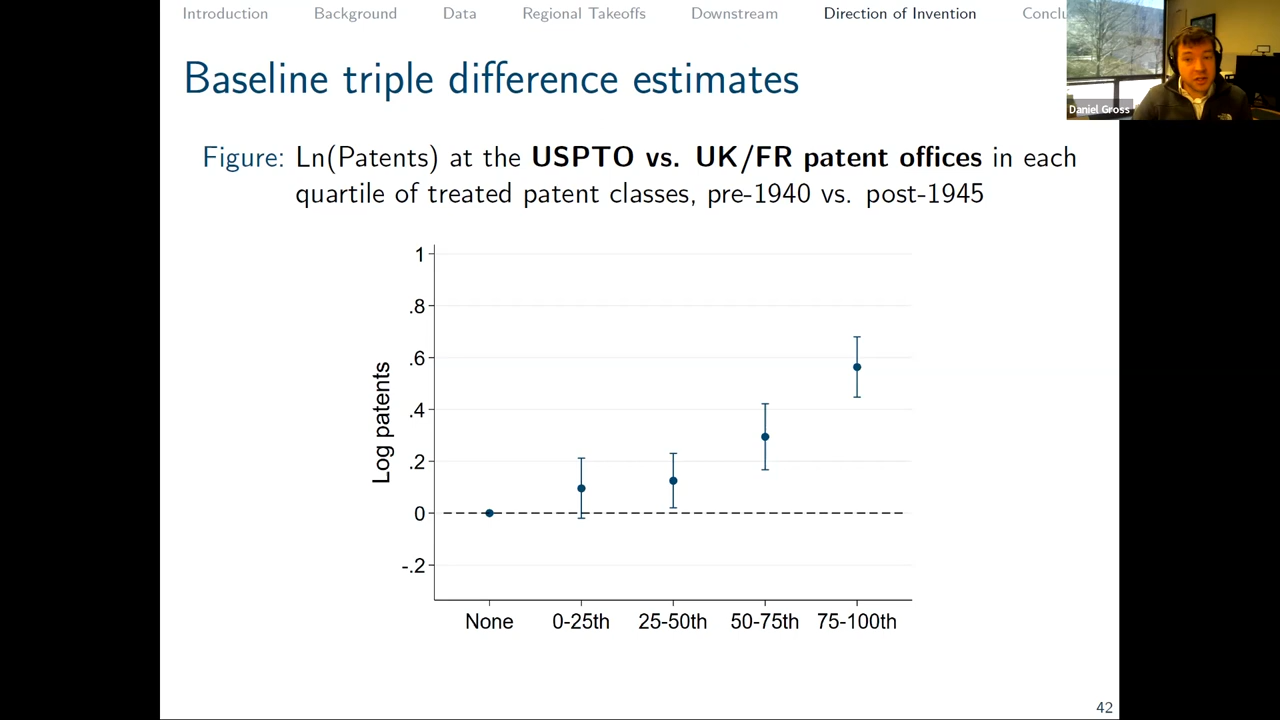 Introduction Background Data Regional Takeoffs Downstream Direction of Invention Conclu
Daniel Gross
Baseline triple difference estimates
Figure: Ln(Patents) at the USPTO vs. UK/FR patent offices in each
quartile of treated patent classes, pre-1940 vs. post-1945
Log patents
1
.8
.6
.4
.2
0
-.2
None 0-25th 25-50th 50-75th 75-100th
42